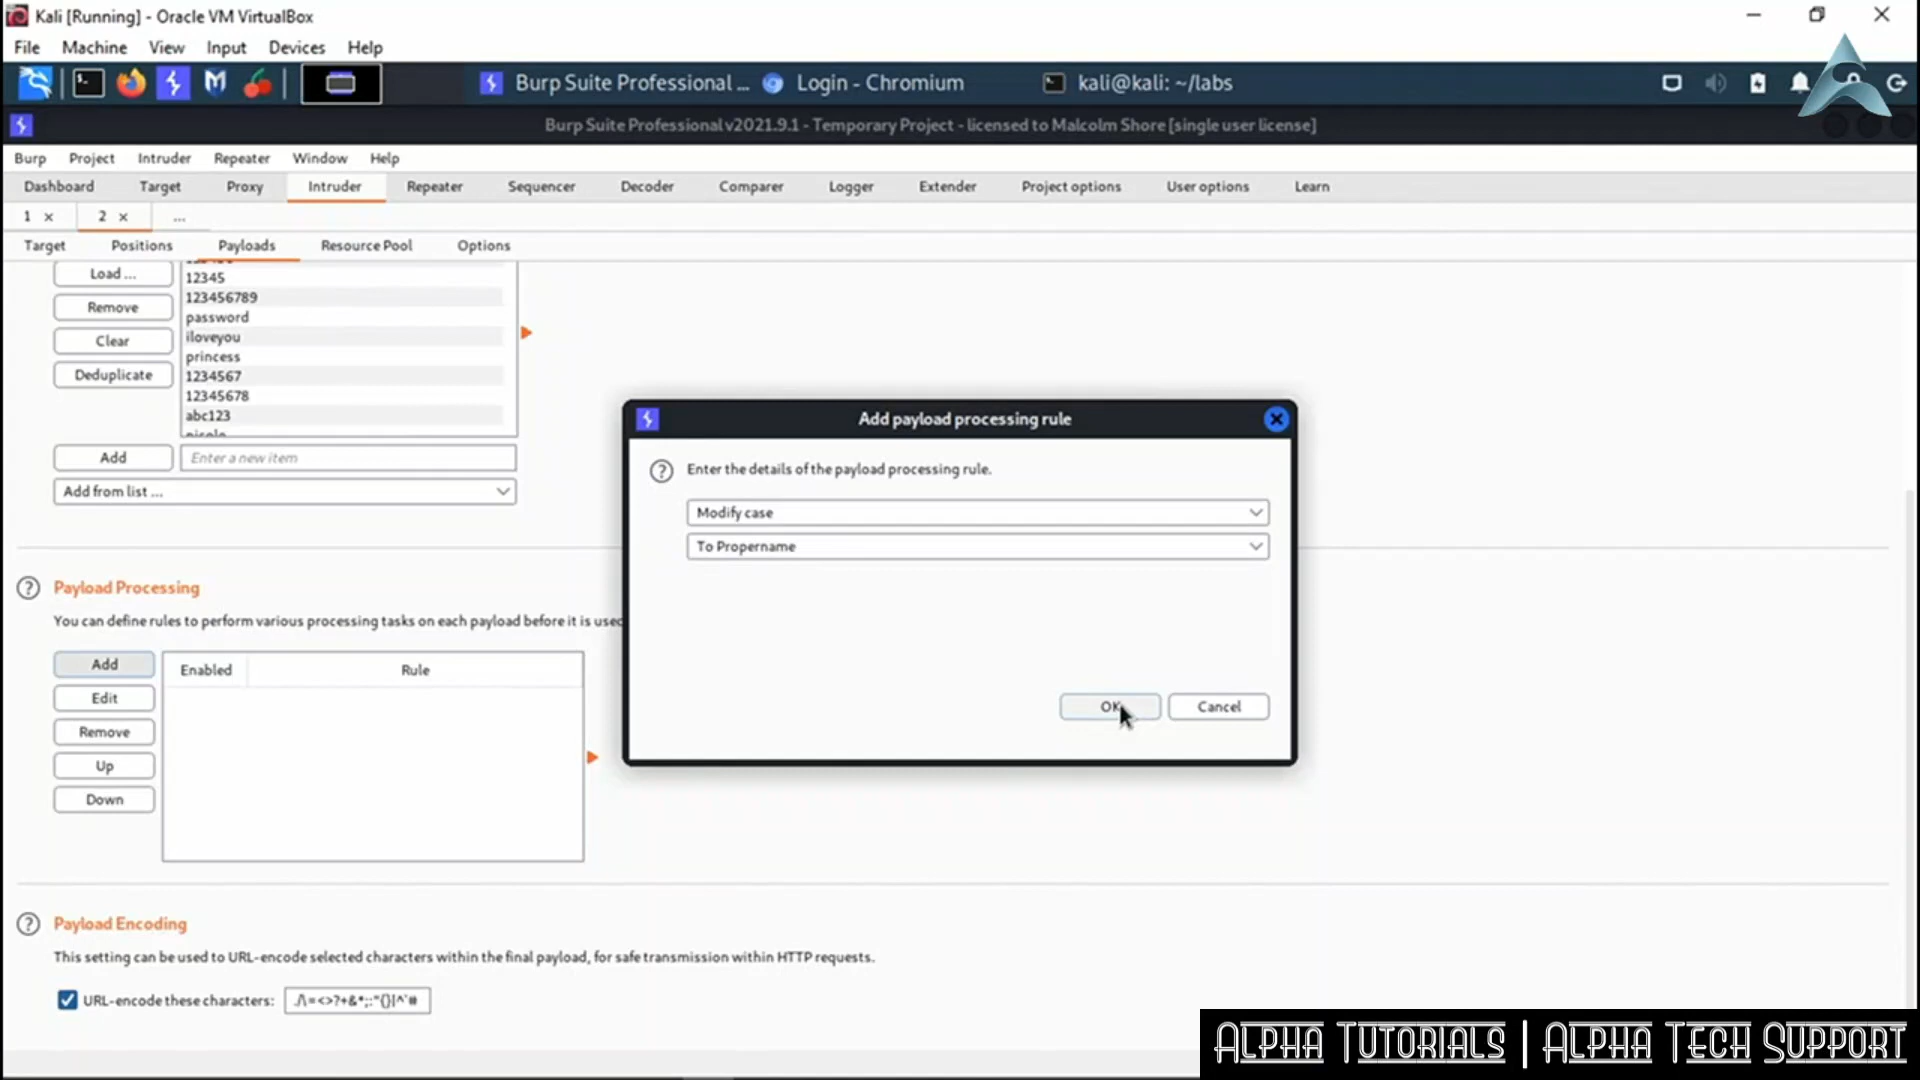 Kali [Running] - Oracle VM VirtualBox
File Machine View Input Devices Help
Burp Suite Professional ... Login - Chromium kali@kali: ~/labs
Burp Suite Professional v2021.9.1 - Temporary Project - licensed to Malcolm Shore [single user license]
Burp Project Intruder Repeater Window Help
Dashboard Target Proxy Intruder Repeater Sequencer Decoder Comparer Logger Extender Project options User options Learn
1 × 2 × ...
Target Positions Payloads Resource Pool Options
Load ...
Remove
Clear
Deduplicate
12345
123456789
password
iloveyou
princess
1234567
12345678
abc123
Add Enter a new item
Add from list ...
Add payload processing rule
Enter the details of the payload processing rule.
Modify case
To Propername
OK Cancel
Payload Processing
You can define rules to perform various processing tasks on each payload before it is used
Add
Edit
Remove
Up
Down
Enabled Rule
Payload Encoding
This setting can be used to URL-encode selected characters within the final payload, for safe transmission within HTTP requests.
URL-encode these characters:
Alpha Tutorials | Alpha Tech Support